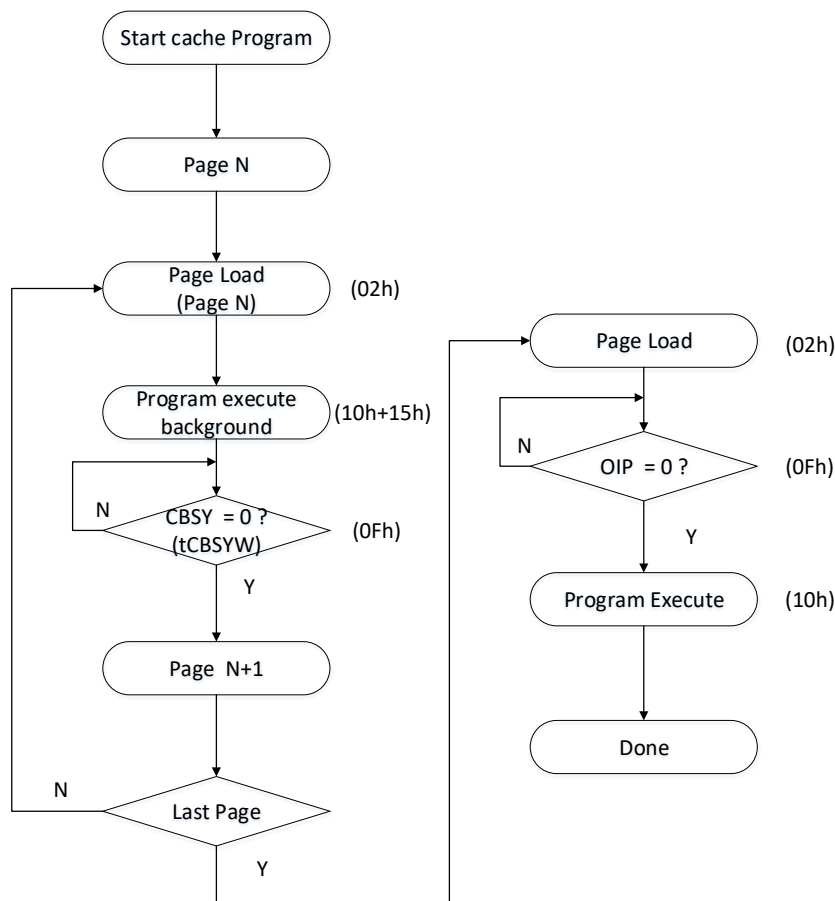 Start cache Program
Page N
Page Load
(Page N)
(02h)
Program execute
background
(10h+15h)
N
CBSY = 0 ?
(tCBSYW)
(0Fh)
Y
Page N+1
N
Last Page
Y
Page Load
(02h)
N
OIP = 0 ?
(0Fh)
Y
Program Execute
(10h)
Done